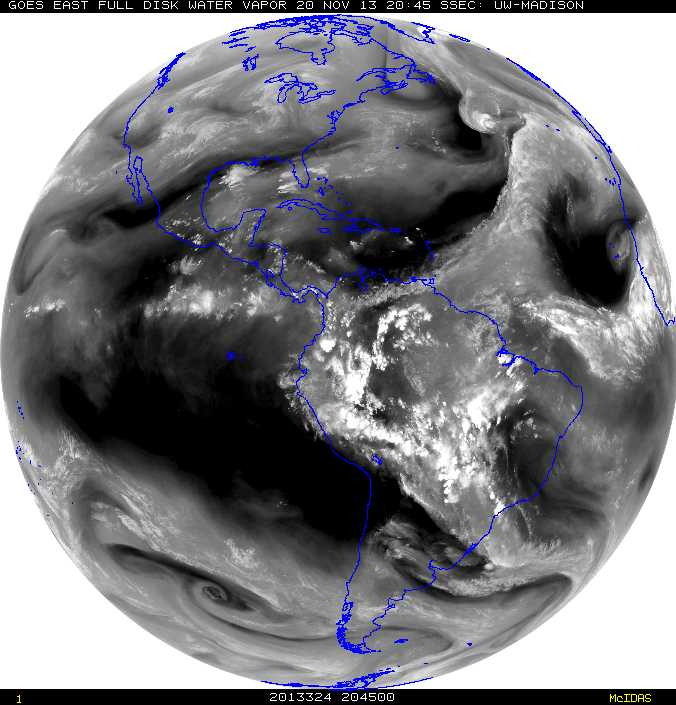 GOES EAST FULL DISK WATER VAPOR 20 NOV 13 20:45 SSEC: UW-MADISON
1 2013324 204500 McIDAS